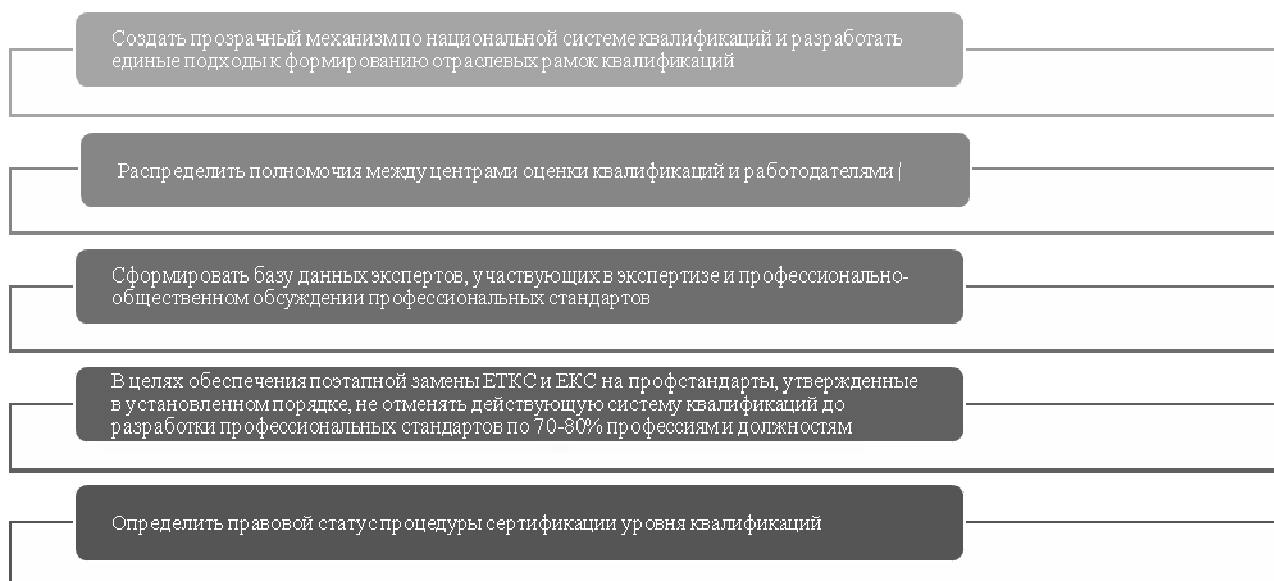 Создать прозрачный механизм по национальной системе квалификаций и разработать
единые подходы к формированию отраслевых рамок квалификаций
Распределить полномочия между центрами оценки квалификаций и работодателями (
Сформировать базу данных экспертов, участвующих в экспертизе и профессионально-
общественном обсуждении профессиональных стандартов
В целях обеспечения поэтапной замены ЕТКС и ЕКС на профстандарты, утвержденные
в установленном порядке, не отменять действующую систему квалификаций до
разработки профессиональных стандартов по 70-80% профессиям и должностям
Определить правовой статус процедуры сертификации уровня квалификаций